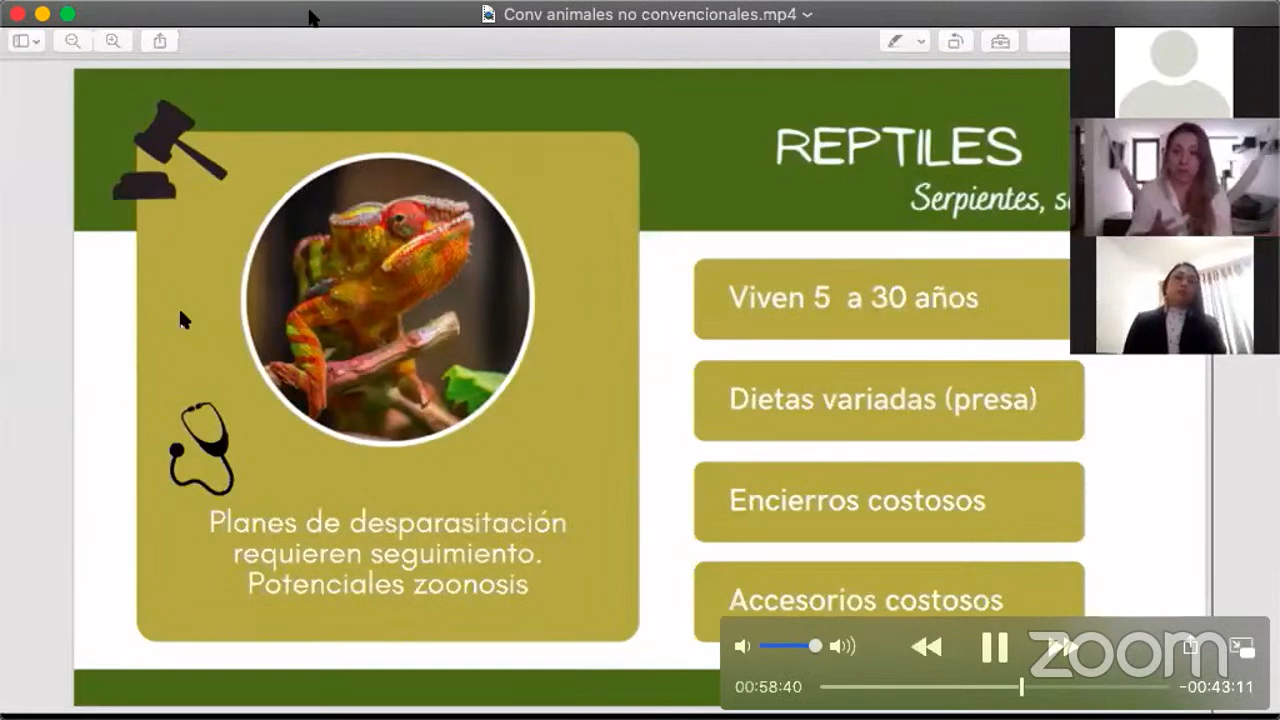 Conv animales no convencionales.mp4
REPTILES
Serpientes,
Viven 5 a 30 años
Dietas variadas (presa)
Encierros costosos
Accesorios costosos
Planes de desparasitación
requieren seguimiento.
Potenciales zoonosis
zoom
00:58:40
-00:43:11